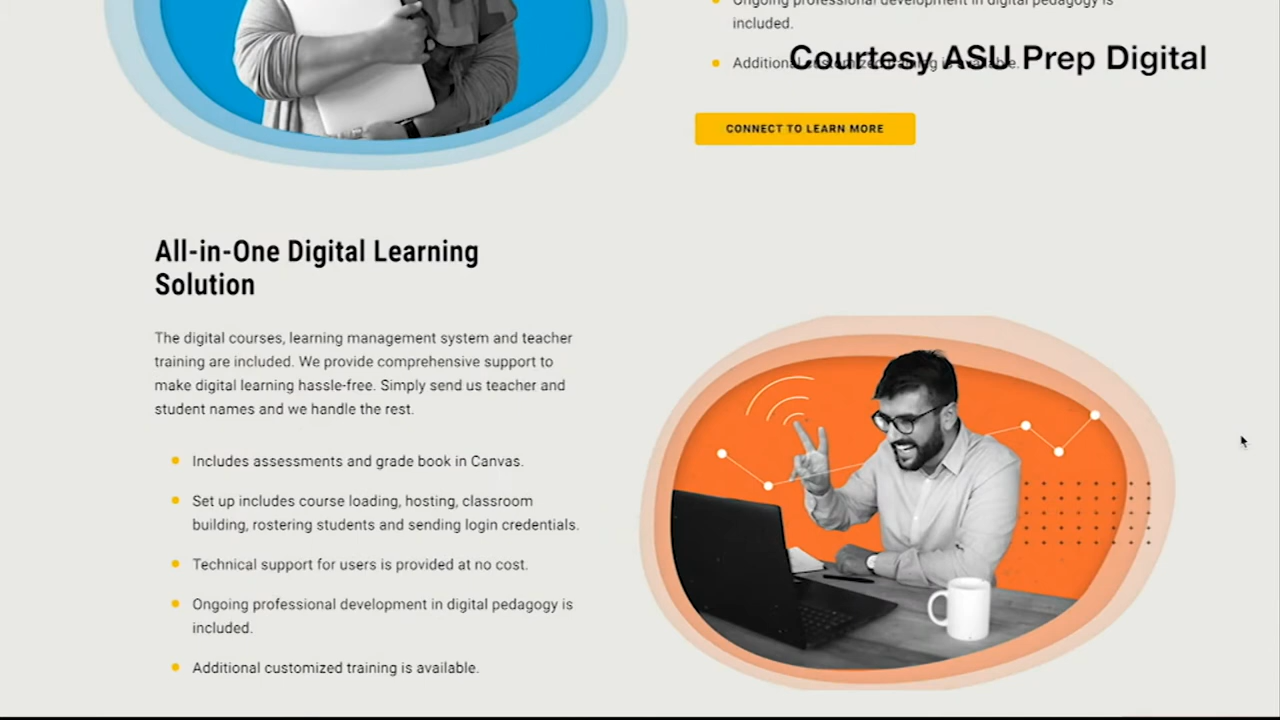 Ongoing professional development in digital pedagogy is
included.
Additional customized training is available.
Courtesy ASU Prep Digital
CONNECT TO LEARN MORE
All-in-One Digital Learning
Solution
The digital courses, learning management system and teacher
training are included. We provide comprehensive support to
make digital learning hassle-free. Simply send us teacher and
student names and we handle the rest.
Includes assessments and grade book in Canvas.
Set up includes course loading, hosting, classroom
building, rostering students and sending login credentials.
Technical support for users is provided at no cost.
Ongoing professional development in digital pedagogy is
included.
Additional customized training is available.